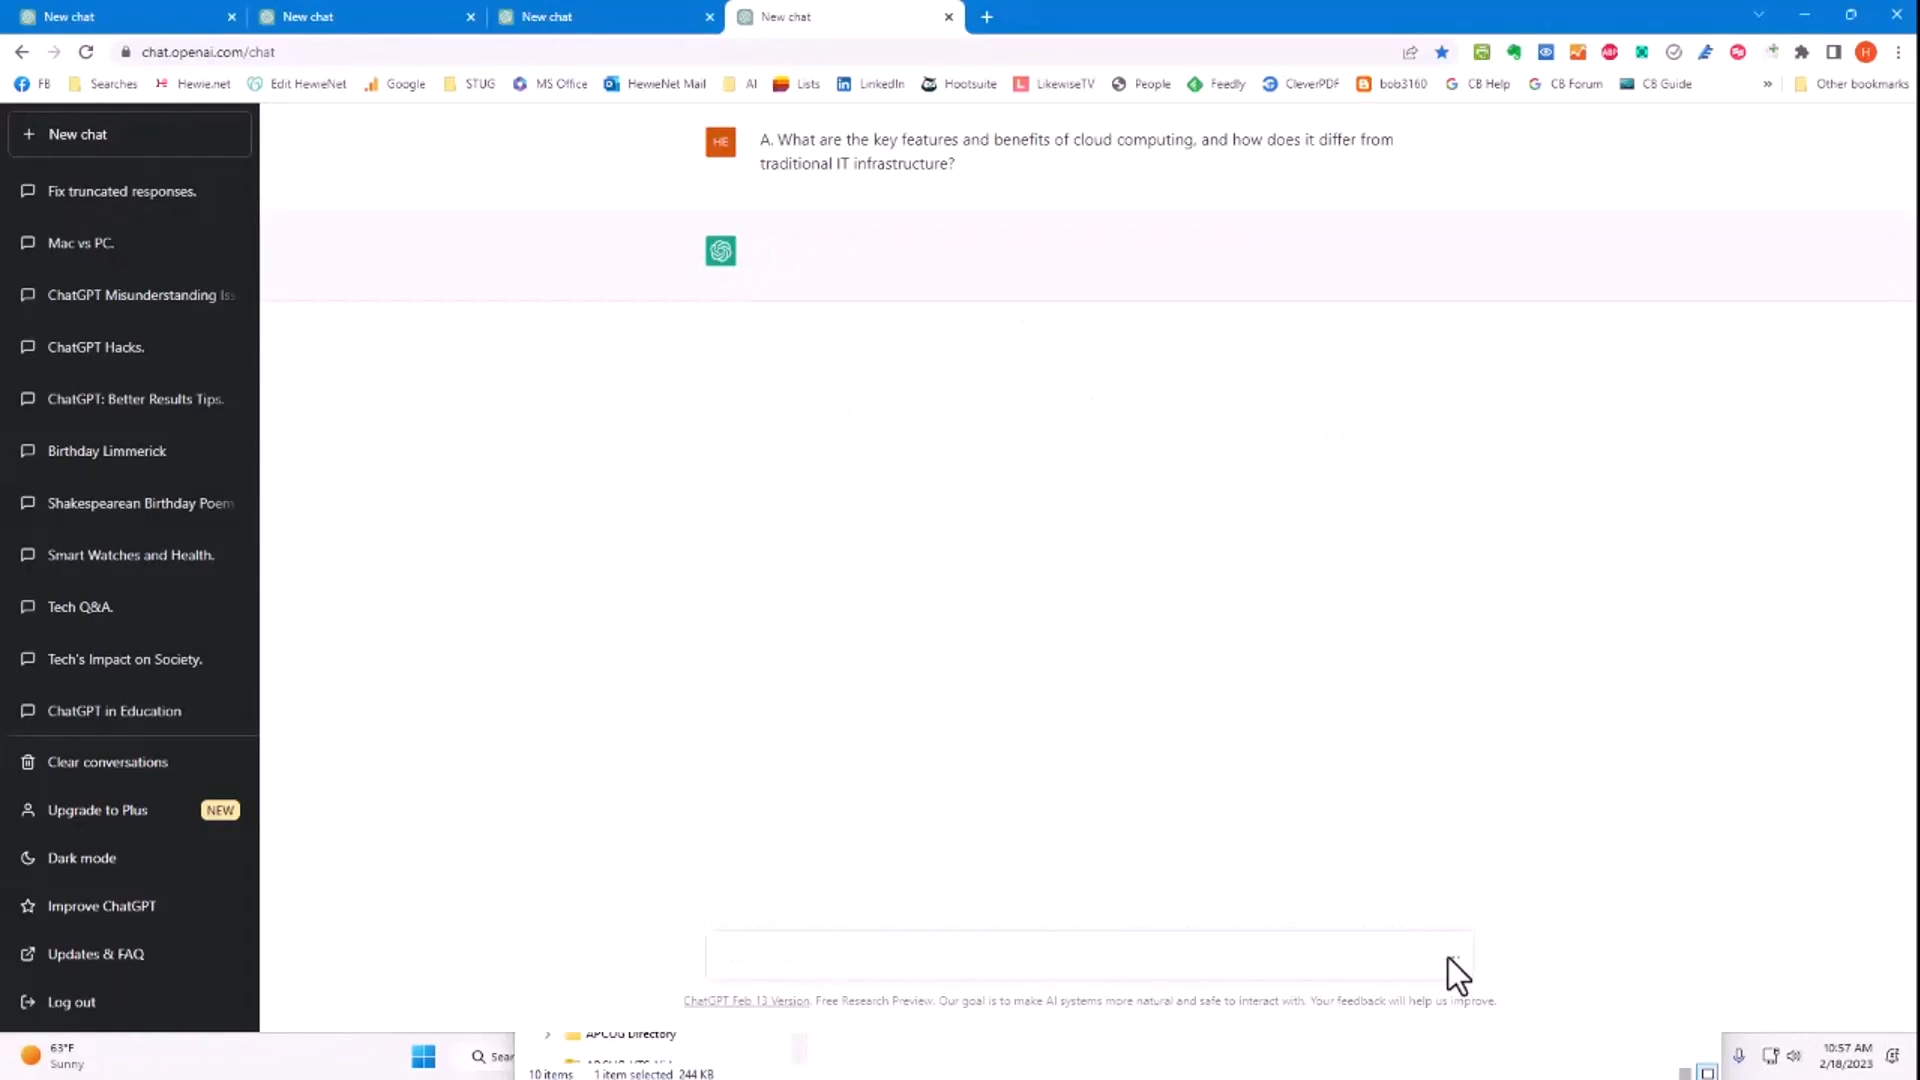 New chat
New chat
New chat
New chat
chat.openai.com/chat
FB Searches Hewie.net Edit HewieNet Google STUG MS Office HewieNet Mail AI Lists LinkedIn Hootsuite LikewiseTV People Feedly CleverPDF bob3160 CB Help CB Forum CB Guide » Other bookmarks
H
ABP
+ New chat
Fix truncated responses.
Mac vs PC.
ChatGPT Misunderstanding Iss
ChatGPT Hacks.
ChatGPT: Better Results Tips.
Birthday Limmerick
Shakespearean Birthday Poem
Smart Watches and Health.
Tech Q&A.
Tech's Impact on Society.
ChatGPT in Education
Clear conversations
Upgrade to Plus NEW
Dark mode
Improve ChatGPT
Updates & FAQ
Log out
HE
A. What are the key features and benefits of cloud computing, and how does it differ from
traditional IT infrastructure?
ChatGPT Feb 13 Version. Free Research Preview. Our goal is to make AI systems more natural and safe to interact with. Your feedback will help us improve.
63°F
Sunny
Sear
APCUG Directory
10 items 1 item selected 244 KB
10:57 AM
2/18/2023